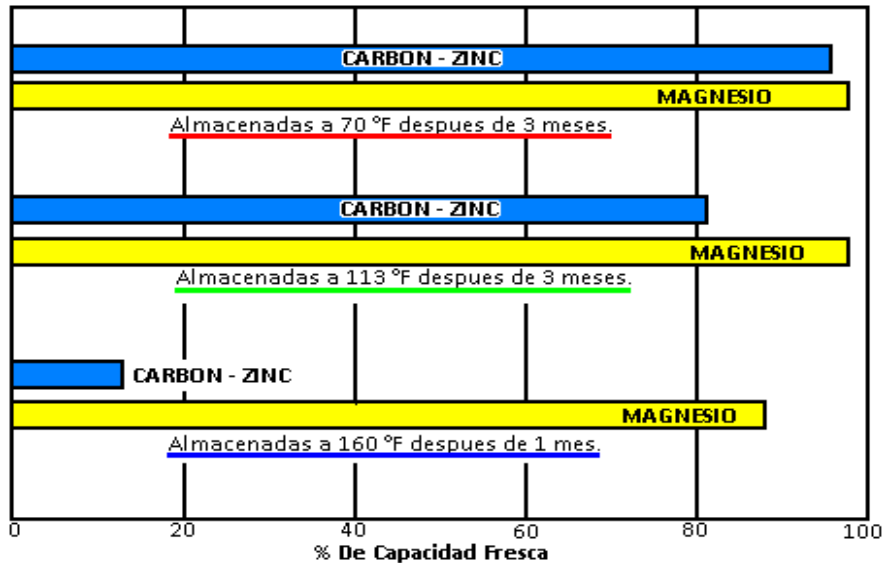 CARBON - ZINC
MAGNESIO
Almacenadas a 70 °F despues de 3 meses.
CARBON - ZINC
MAGNESIO
Almacenadas a 113 °F despues de 3 meses.
CARBON - ZINC
MAGNESIO
Almacenadas a 160 °F despues de 1 mes.
0 20 40 60 80 100
% De Capacidad Fresca